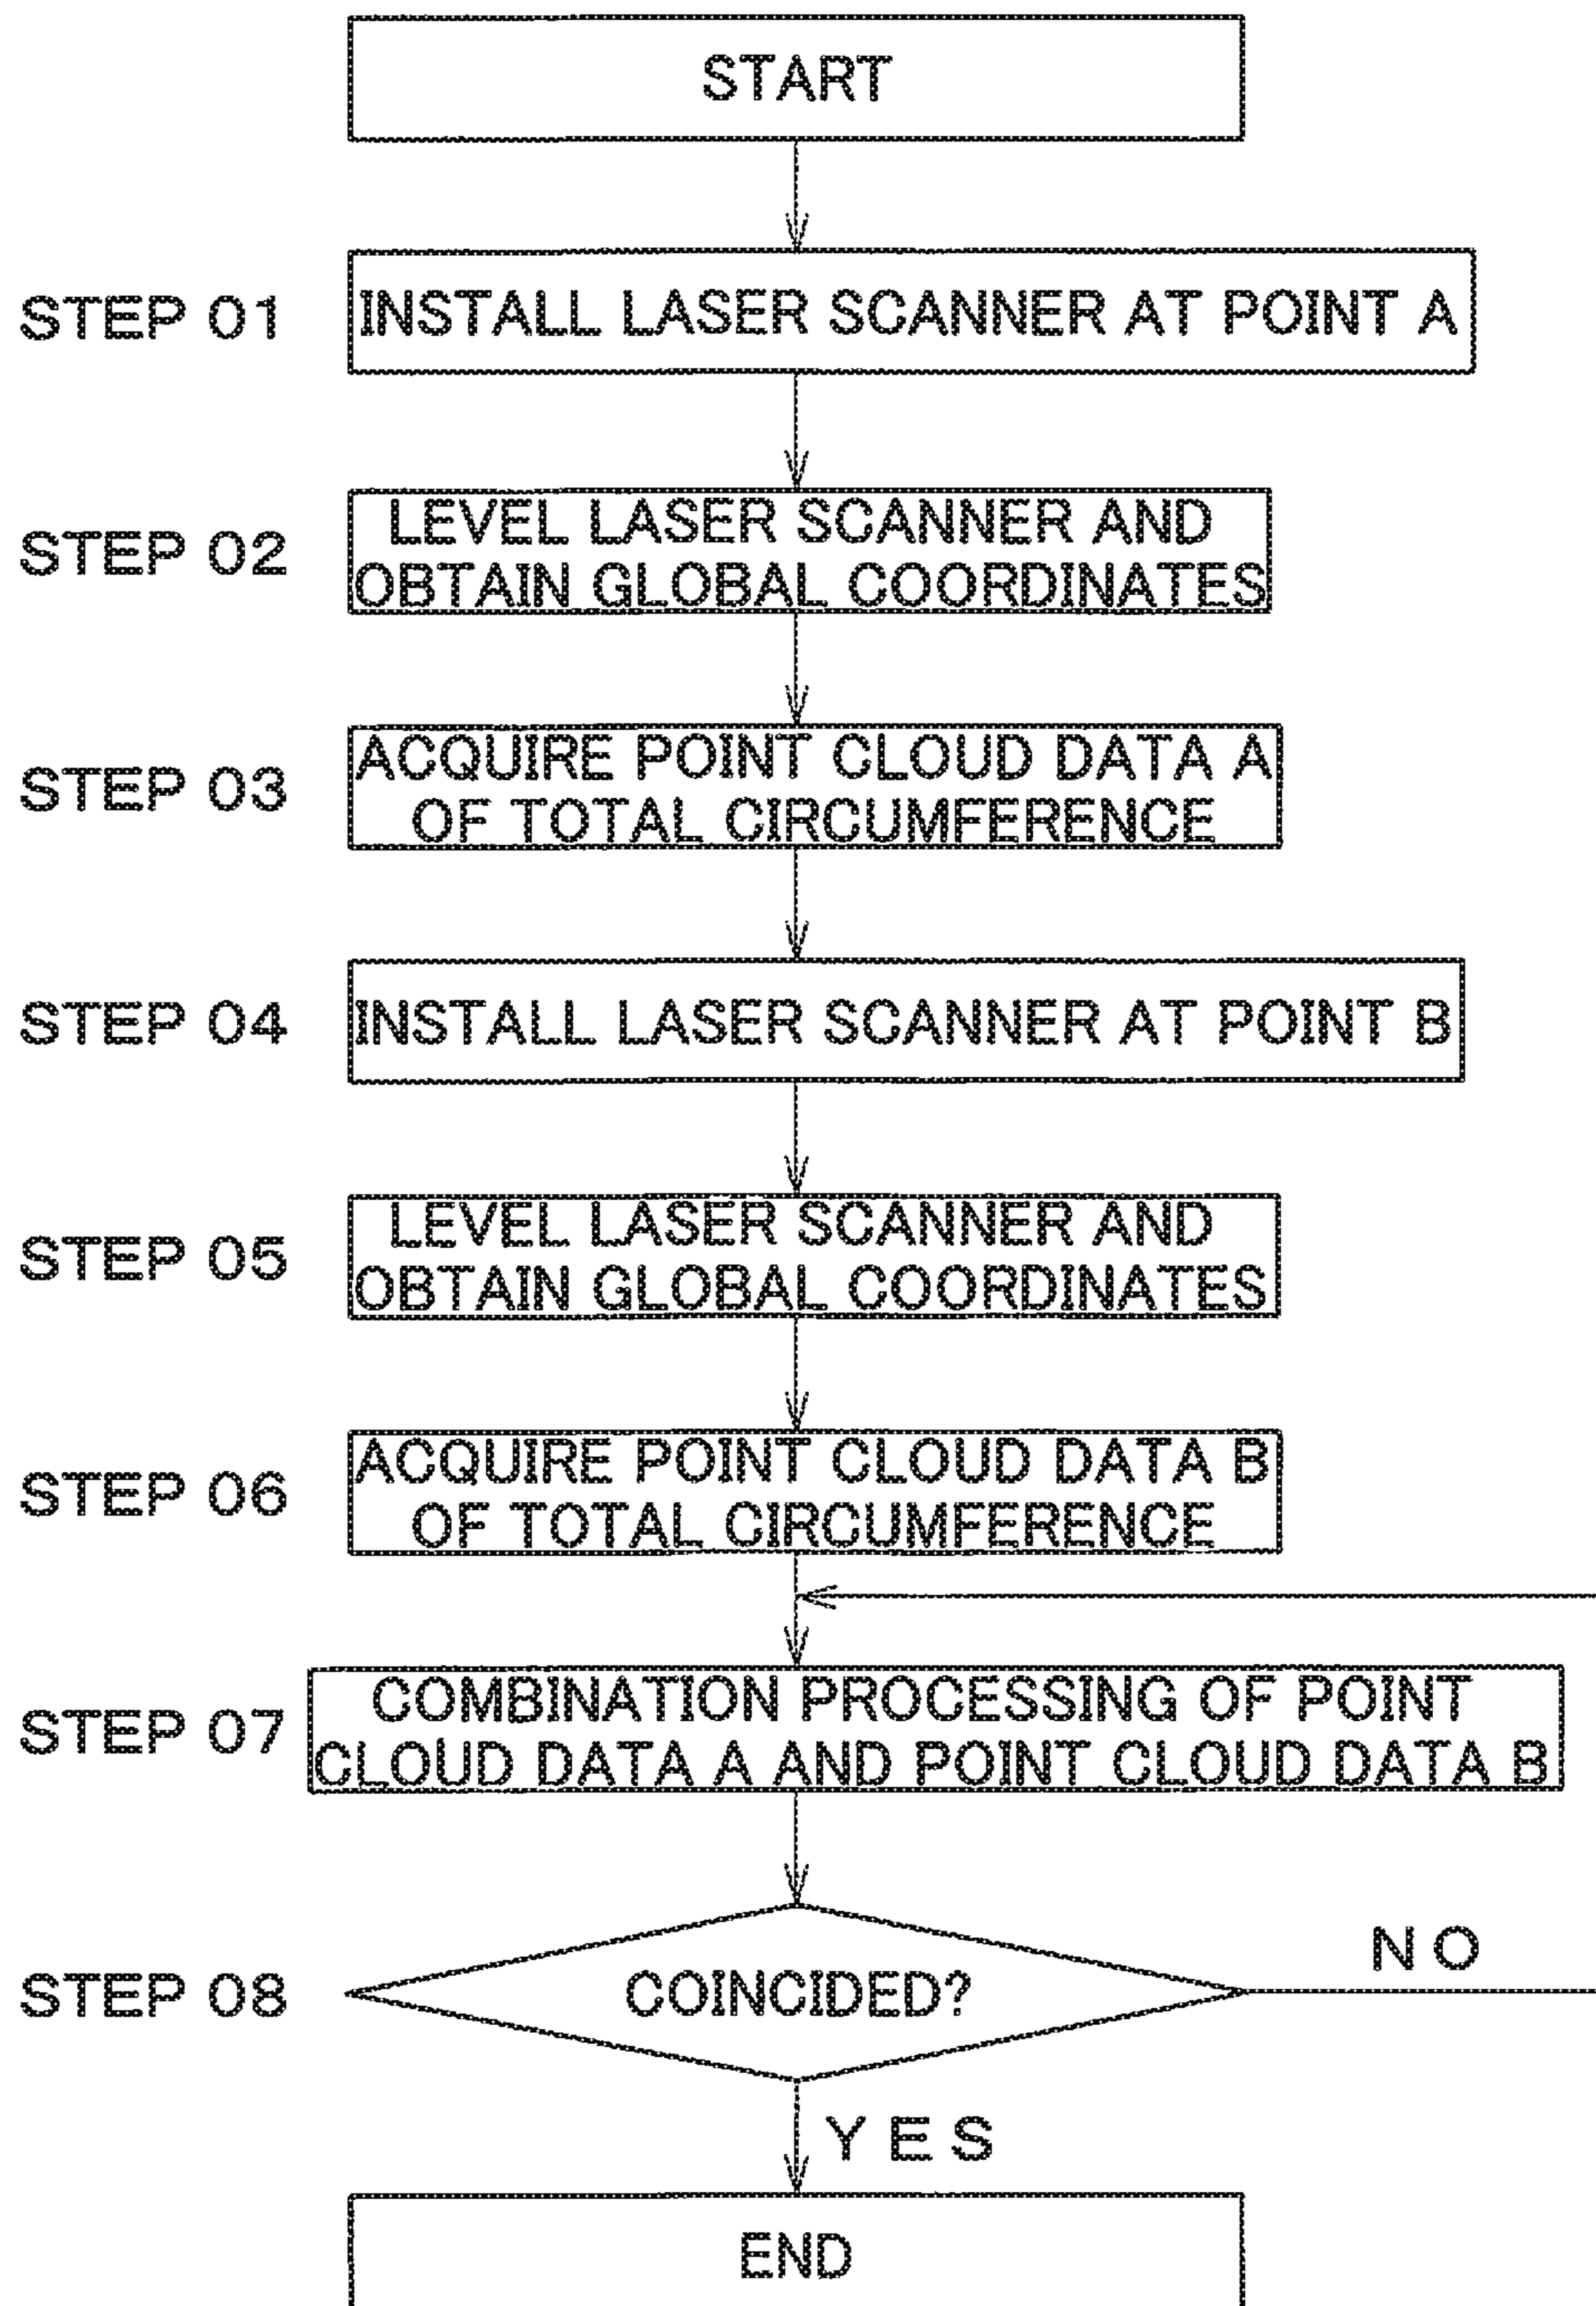 START
STEP 01
INSTALL LASER SCANNER AT POINT A
STEP 02
LEVEL LASER SCANNER AND
OBTAIN GLOBAL COORDINATES
STEP 03
ACQUIRE POINT CLOUD DATA A
OF TOTAL CIRCUMFERENCE
STEP 04
INSTALL LASER SCANNER AT POINT B
STEP 05
LEVEL LASER SCANNER AND
OBTAIN GLOBAL COORDINATES
STEP 06
ACQUIRE POINT CLOUD DATA B
OF TOTAL CIRCUMFERENCE
STEP 07
COMBINATION PROCESSING OF POINT
CLOUD DATA A AND POINT CLOUD DATA B
STEP 08
COINCIDED?
NO
YES
END